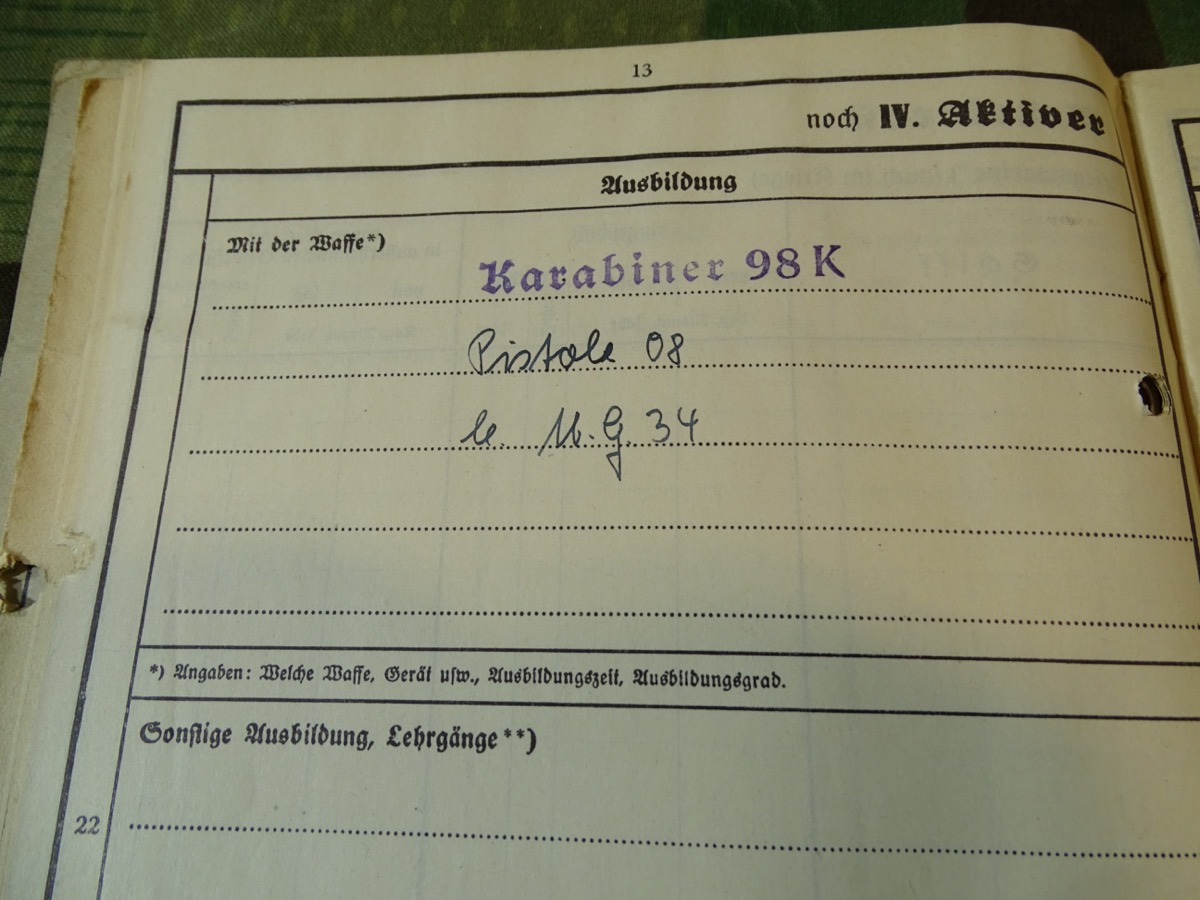 13
noch IV. Aktiver
Ausbildung
Mit der Waffe*)
Karabiner 98 K
Pistole 08
le. M.G. 34
*) Angaben: Welche Waffe, Gerät usw., Ausbildungszeit, Ausbildungsgrad.
Sonstige Ausbildung, Lehrgänge**)
22